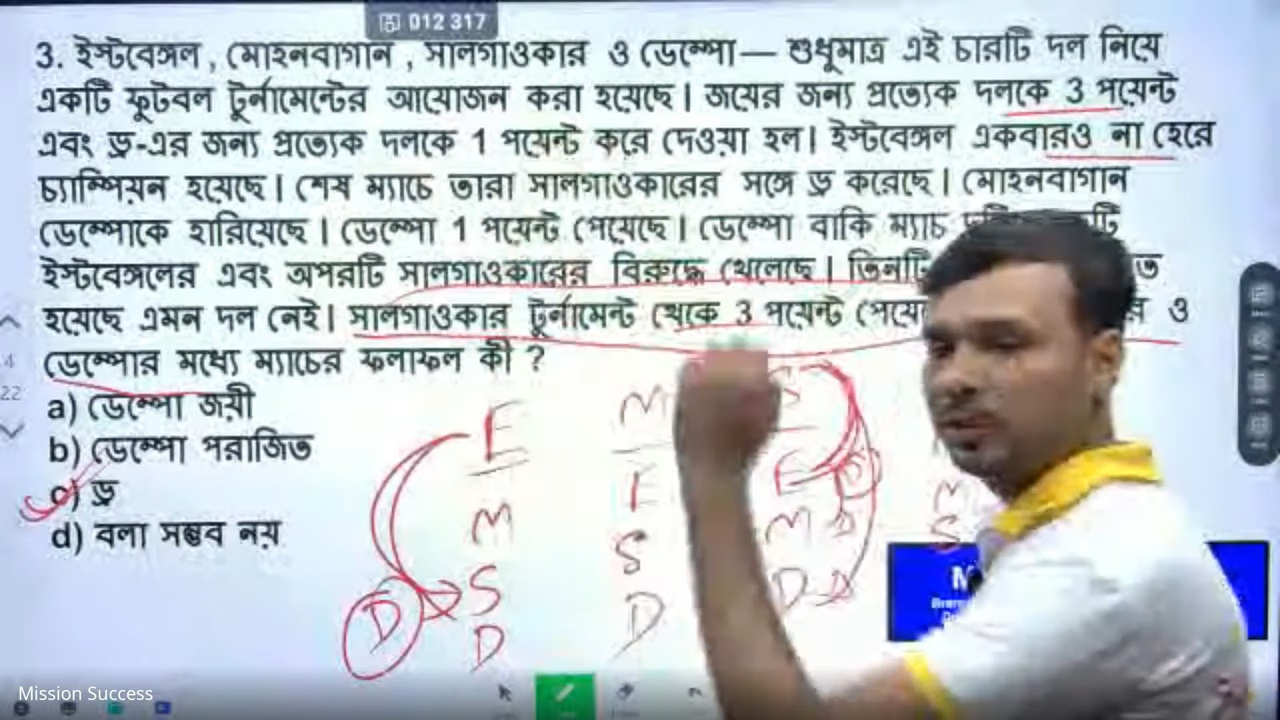 012 317
3. ইস্টবেঙ্গল , মোহনবাগান , সালগাওকার ও ডেম্পো— শুধুমাত্র এই চারটি দল নিয়ে
একটি ফুটবল টুর্নামেন্টের আয়োজন করা হয়েছে। জয়ের জন্য প্রত্যেক দলকে 3 পয়েন্ট
এবং ড্র-এর জন্য প্রত্যেক দলকে 1 পয়েন্ট করে দেওয়া হল। ইস্টবেঙ্গল একবারও না হেরে
চ্যাম্পিয়ন হয়েছে। শেষ ম্যাচে তারা সালগাওকারের সঙ্গে ড্র করেছে। মোহনবাগান
ডেম্পোকে হারিয়েছে। ডেম্পো 1 পয়েন্ট পেয়েছে। ডেম্পো বাকি ম্যাচ
ইস্টবেঙ্গলের এবং অপরটি সালগাওকারের বিরুদ্ধে খেলেছে। তিনটি
হয়েছে এমন দল নেই। সালগাওকার টুর্নামেন্ট থেকে 3 পয়েন্ট ও
ডেম্পোর মধ্যে ম্যাচের ফলাফল কী ?
a) ডেম্পো জয়ী
b) ডেম্পো পরাজিত
c) ড্র
d) বলা সম্ভব নয়
E M S
M E E D
S S M D
D D D D
D
M
S
4
22
Mission Success